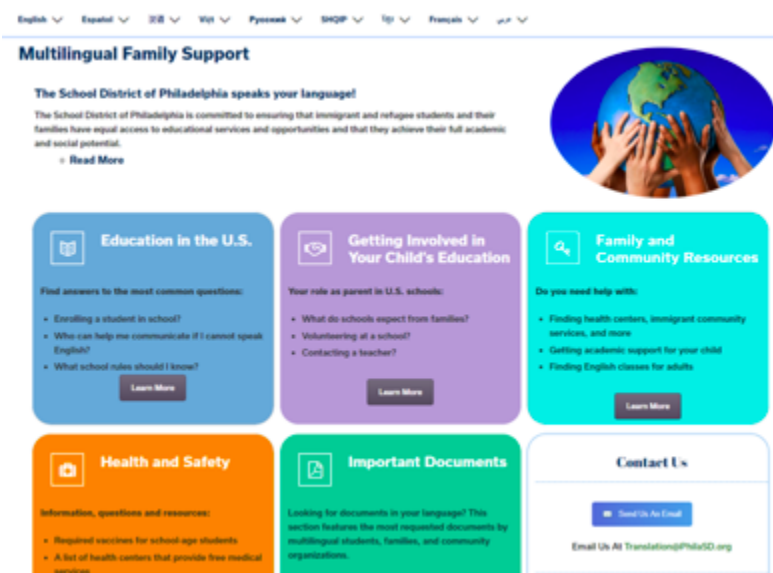 English Español 汉语 Việt Русский SHQIP ខ្មែរ Français عربي
Multilingual Family Support
The School District of Philadelphia speaks your language!
The School District of Philadelphia is committed to ensuring that immigrant and refugee students and their
families have equal access to educational services and opportunities and that they achieve their full academic
and social potential.
Read More
Education in the U.S.
Find answers to the most common questions:
Enrolling a student in school?
Who can help me communicate if I cannot speak
English?
What school rules should I know?
Learn More
Getting Involved in
Your Child's Education
Your role as parent in U.S. schools:
What do schools expect from families?
Volunteering at a school?
Contacting a teacher?
Learn More
Family and
Community Resources
Do you need help with:
Finding health centers, immigrant community
services, and more
Getting academic support for your child
Finding English classes for adults
Learn More
Health and Safety
Information, questions and resources:
Required vaccines for school-age students
A list of health centers that provide free medical
services
Important Documents
Looking for documents in your language? This
section features the most requested documents by
multilingual students, families, and community
organizations.
Contact Us
Send Us An Email
Email Us At Translation@PhilaSD.org